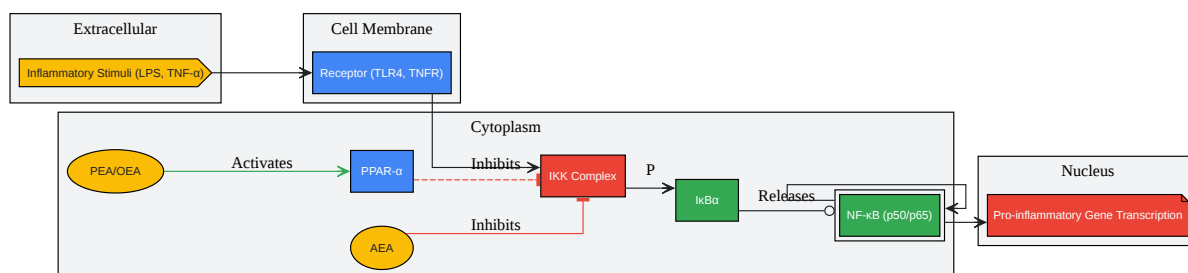 Extracellular
Inflammatory Stimuli (LPS, TNF-α)
Cell Membrane
Receptor (TLR4, TNFR)
Cytoplasm
PEA/OEA
Activates
PPAR-α
Inhibits
IKK Complex
P
IκBα
Releases
NF-κB (p50/p65)
AEA
Inhibits
Nucleus
Pro-inflammatory Gene Transcription